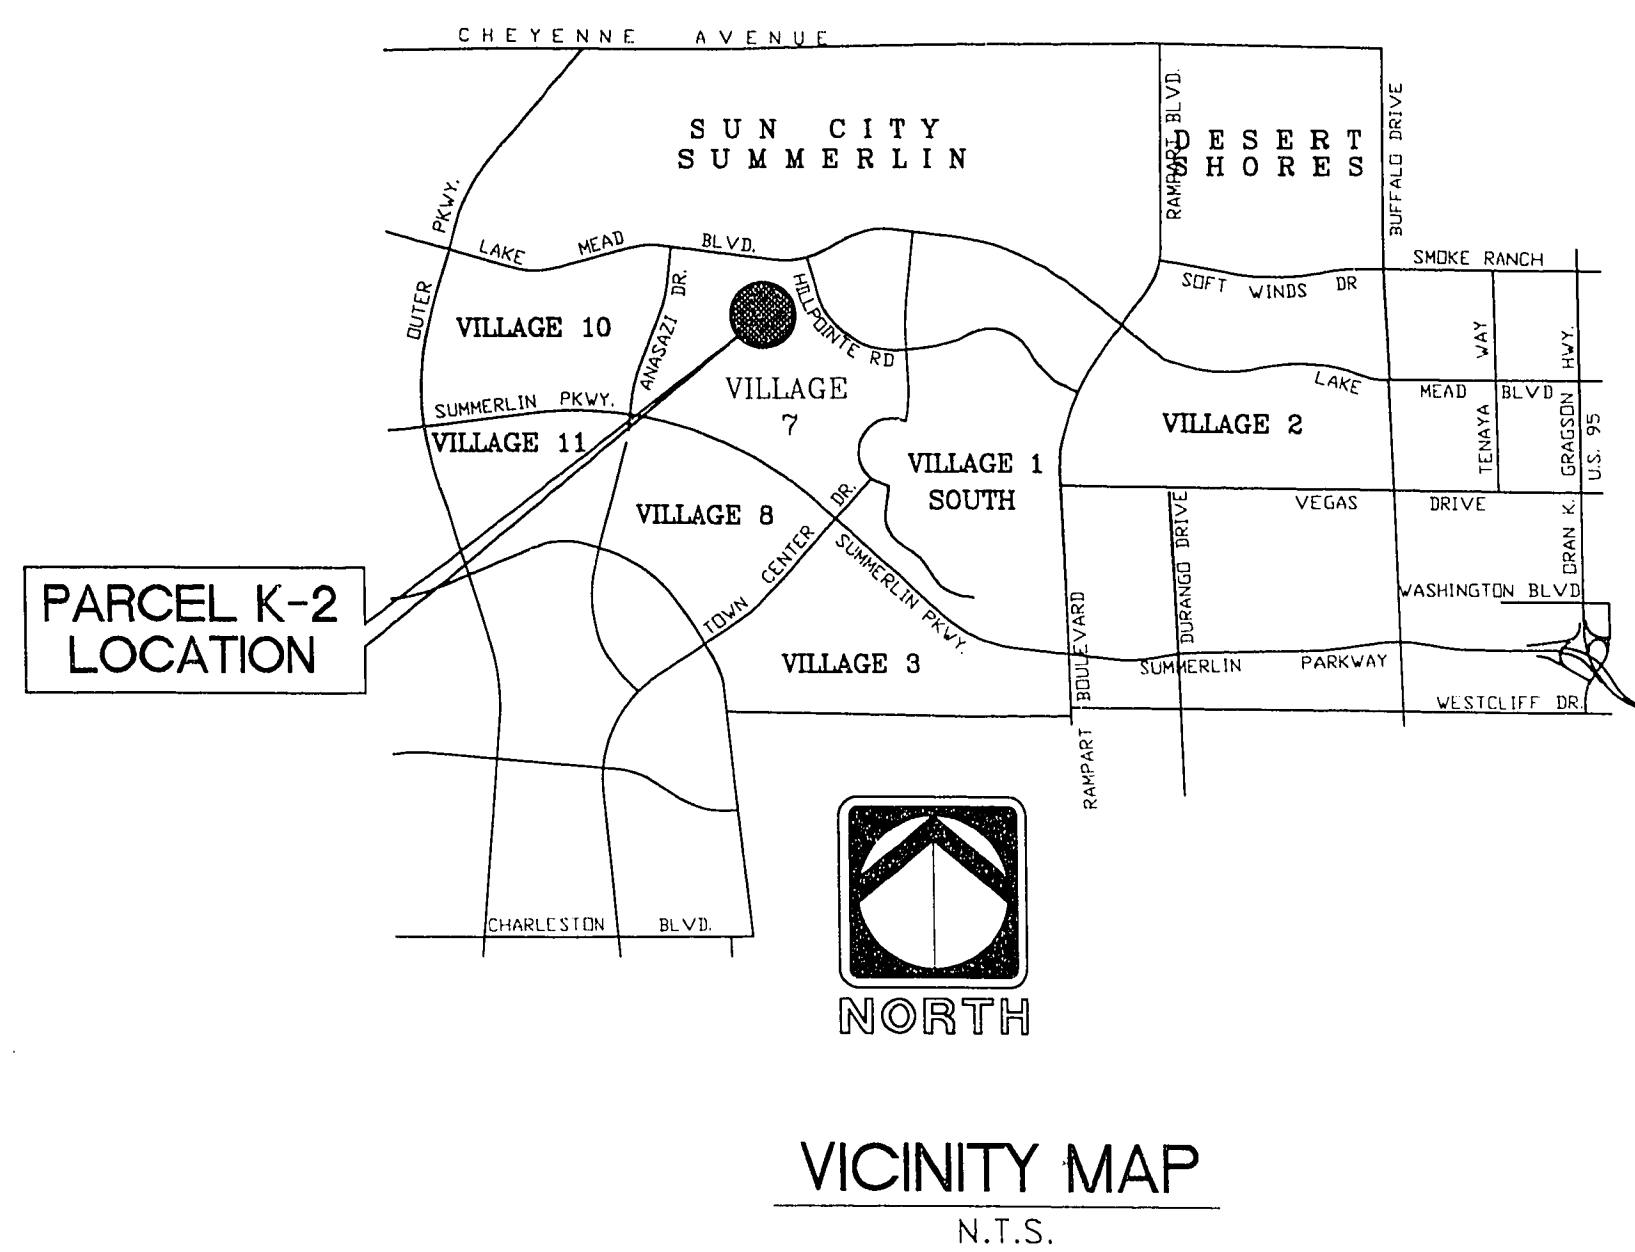 CHEYENNE AVENUE
SUN CITY
SUMMERLIN
RAMPART BLVD.
DESERT
SHORES
BUFFALO DRIVE
OUTER PKWY.
LAKE MEAD BLVD.
SMOKE RANCH
SOFT WINDS DR
ANASAZI DR.
HILLPOINTE RD
VILLAGE 10
VILLAGE
7
SUMMERLIN PKWY.
VILLAGE 11
LAKE MEAD BLVD
TENAYA WAY
ORAN K. GRAGSON HWY.
U.S. 95
VILLAGE 2
VILLAGE 1
SOUTH
VILLAGE 8
VEGAS DRIVE
TOWN CENTER DR.
SUMMERLIN PKWY.
DURANGO DRIVE
WASHINGTON BLVD
PARCEL K-2
LOCATION
VILLAGE 3
RAMPART BOULEVARD
SUMMERLIN PARKWAY
WESTCLIFF DR.
CHARLESTON BLVD.
NORTH
VICINITY MAP
N.T.S.